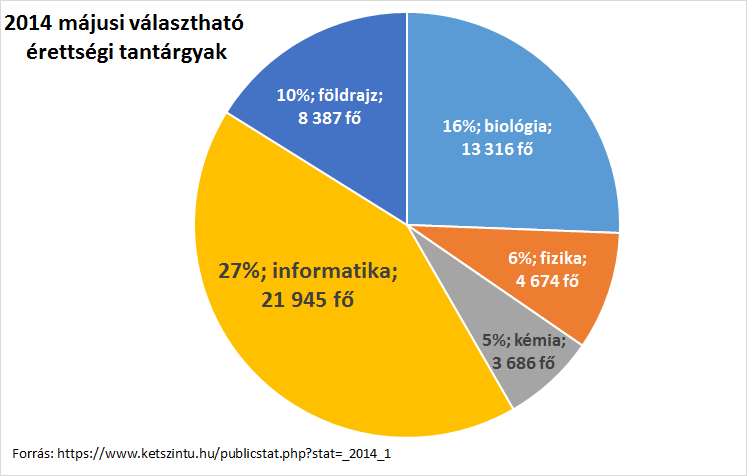 2014 májusi választható
érettségi tantárgyak
10%; földrajz;
8 387 fő
16%; biológia;
13 316 fő
27%; informatika;
21 945 fő
6%; fizika;
4 674 fő
5%; kémia;
3 686 fő
Forrás: https://www.ketszintu.hu/publicstat.php?stat=_2014_1